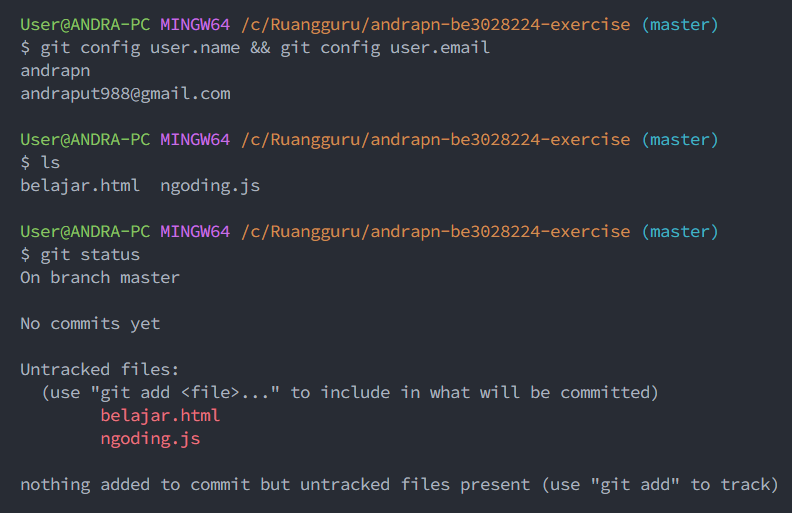 User@ANDRA-PC MINGW64 /c/Ruangguru/andrapn-be3028224-exercise (master)
$ git config user.name && git config user.email
andrapn
andraput988@gmail.com

User@ANDRA-PC MINGW64 /c/Ruangguru/andrapn-be3028224-exercise (master)
$ ls
belajar.html  ngoding.js

User@ANDRA-PC MINGW64 /c/Ruangguru/andrapn-be3028224-exercise (master)
$ git status
On branch master

No commits yet

Untracked files:
  (use "git add <file>..." to include in what will be committed)
        belajar.html
        ngoding.js

nothing added to commit but untracked files present (use "git add" to track)